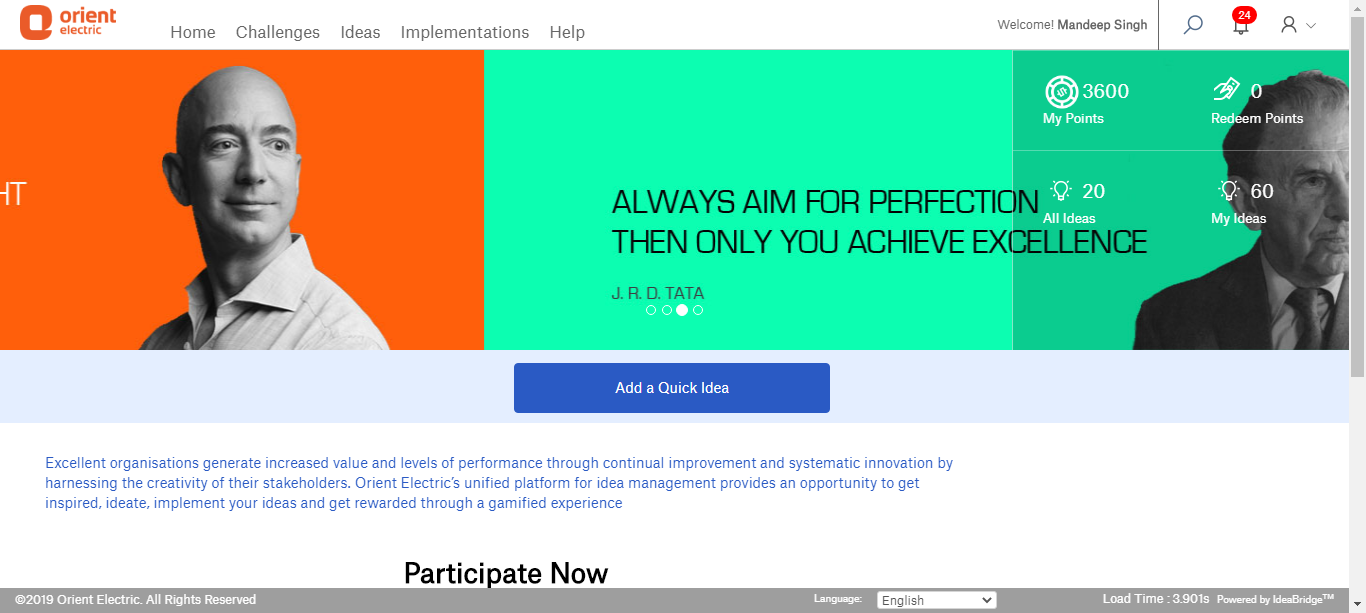 orient
electric
Home Challenges Ideas Implementations Help
Welcome! Mandeep Singh
24
HT
ALWAYS AIM FOR PERFECTION
THEN ONLY YOU ACHIEVE EXCELLENCE
J. R. D. TATA
3600
My Points
0
Redeem Points
20
All Ideas
60
My Ideas
Add a Quick Idea
Excellent organisations generate increased value and levels of performance through continual improvement and systematic innovation by
harnessing the creativity of their stakeholders. Orient Electric’s unified platform for idea management provides an opportunity to get
inspired, ideate, implement your ideas and get rewarded through a gamified experience
Participate Now
©2019 Orient Electric. All Rights Reserved
Language: English
Load Time : 3.901s Powered by IdeaBridge™